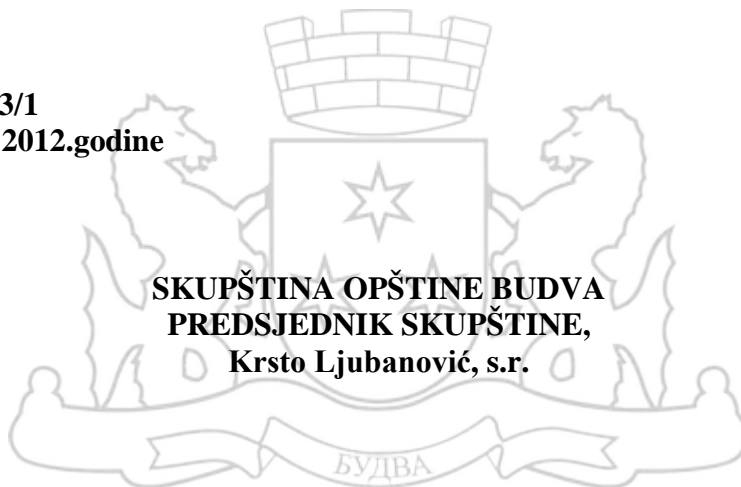 3/1
2012.godine
SKUPŠTINA OPŠTINE BUDVA
PREDSJEDNIK SKUPŠTINE,
Krsto Ljubanović, s.r.
БУДВА